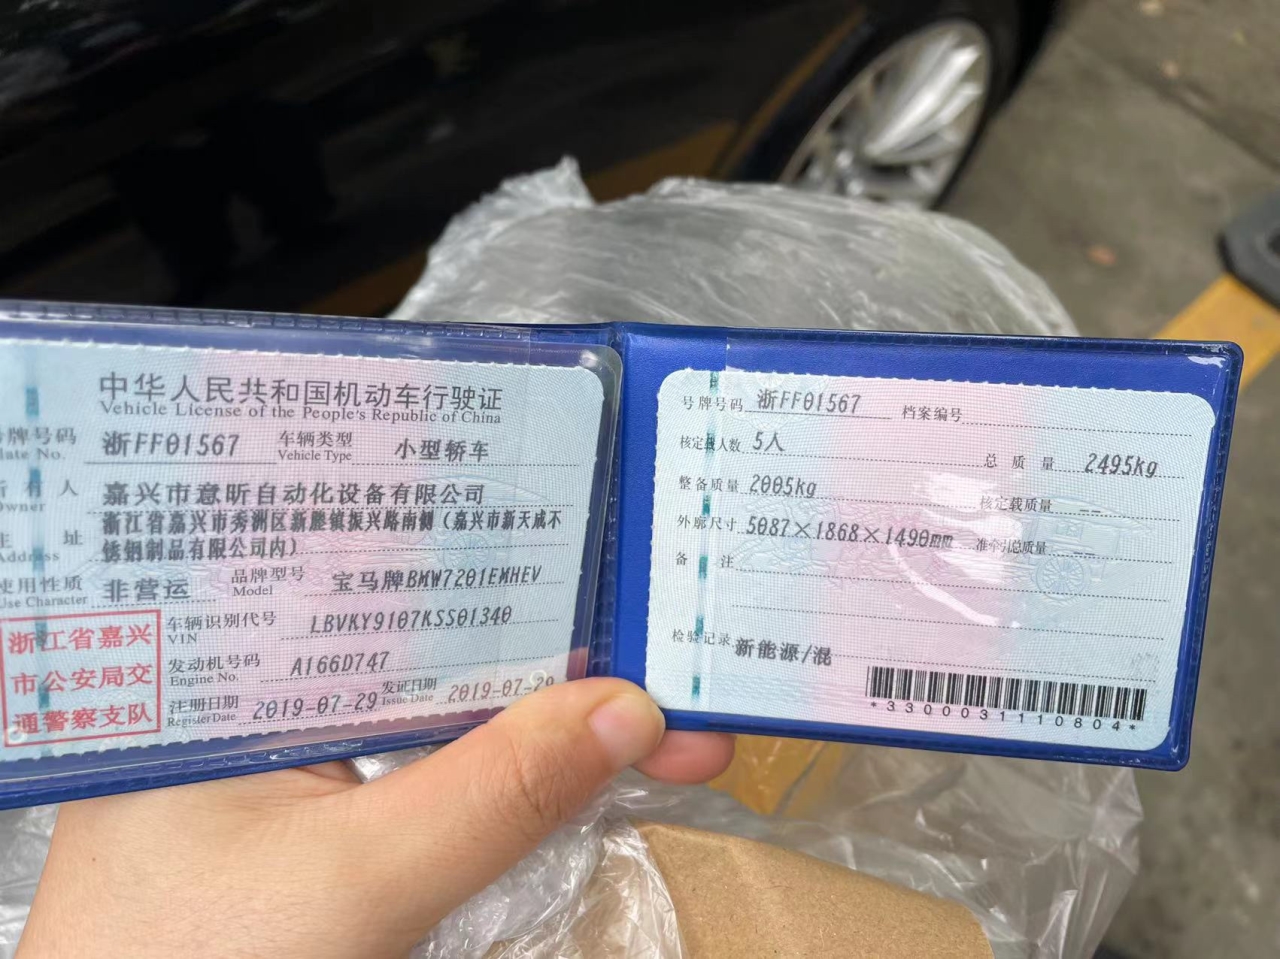 中华人民共和国机动车行驶证
Vehicle License of the People's Republic of China
号牌号码 浙FF01567 车辆类型 小型轿车
Plate No. Vehicle Type
所有人 嘉兴市意昕自动化设备有限公司
Owner
住址 浙江省嘉兴市秀洲区新塍镇振兴路南侧（嘉兴市新天成不
Address 锈钢制品有限公司内）
使用性质 非营运 品牌型号 宝马牌BMW7201EMHEV
Use Character Model
浙江省嘉兴
市公安局交
通警察支队
车辆识别代号 LBVKY9107KSS01340
VIN
发动机号码 A166D747
Engine No.
注册日期 2019-07-29 发证日期 2019-07-29
Register Date Issue Date
号牌号码 浙FF01567 档案编号
核定载人数 5人 总质量 2495kg
整备质量 2005kg 核定载质量 --
外廓尺寸 5087×1868×1490mm 准牵引总质量 --
备注
检验记录 新能源/混
*3300031110804*